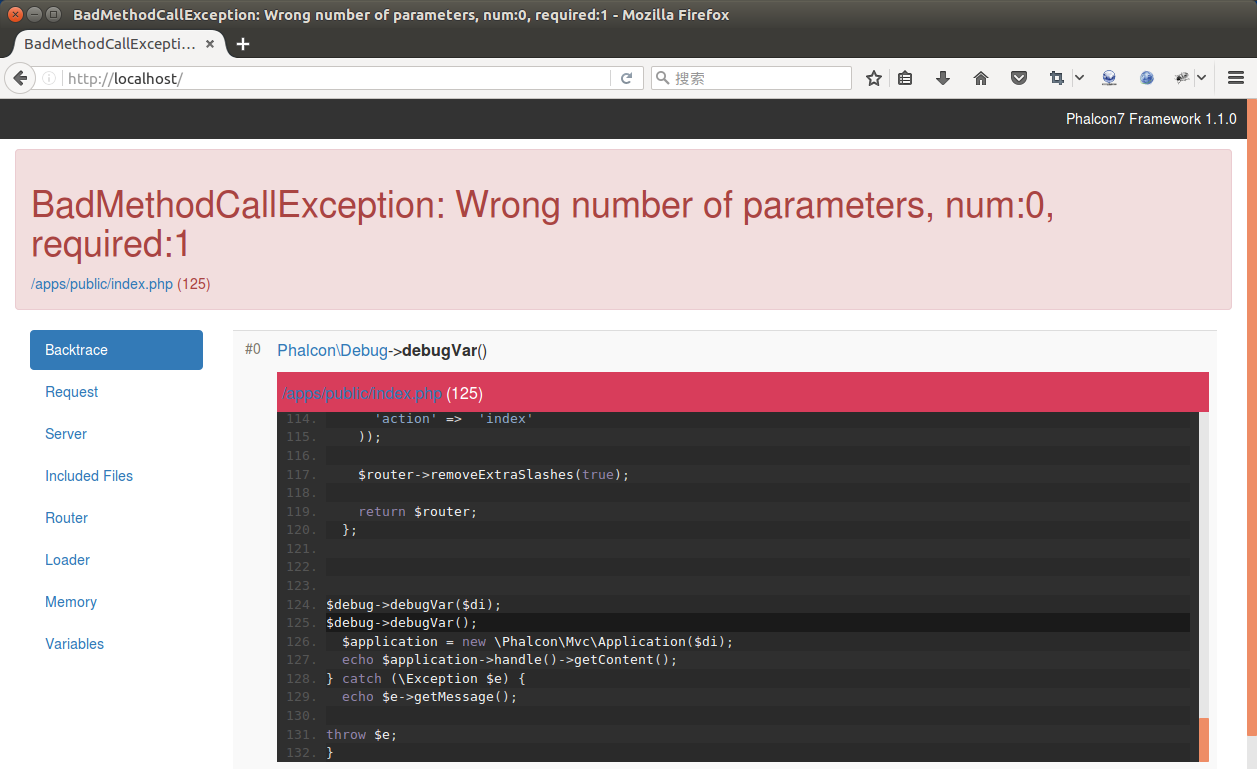 BadMethodCallException: Wrong number of parameters, num:0, required:1 - Mozilla Firefox
BadMethodCallExcepti...
http://localhost/
搜索
Phalcon7 Framework 1.1.0
BadMethodCallException: Wrong number of parameters, num:0,
required:1
/apps/public/index.php (125)
Backtrace
Request
Server
Included Files
Router
Loader
Memory
Variables
#0 Phalcon\Debug->debugVar()
/apps/public/index.php (125)
114. 'action' => 'index'
115. ));
116.
117. $router->removeExtraSlashes(true);
118.
119. return $router;
120. };
121.
122.
123.
124. $debug->debugVar($di);
125. $debug->debugVar();
126. $application = new \Phalcon\Mvc\Application($di);
127. echo $application->handle()->getContent();
128. } catch (\Exception $e) {
129. echo $e->getMessage();
130.
131. throw $e;
132. }